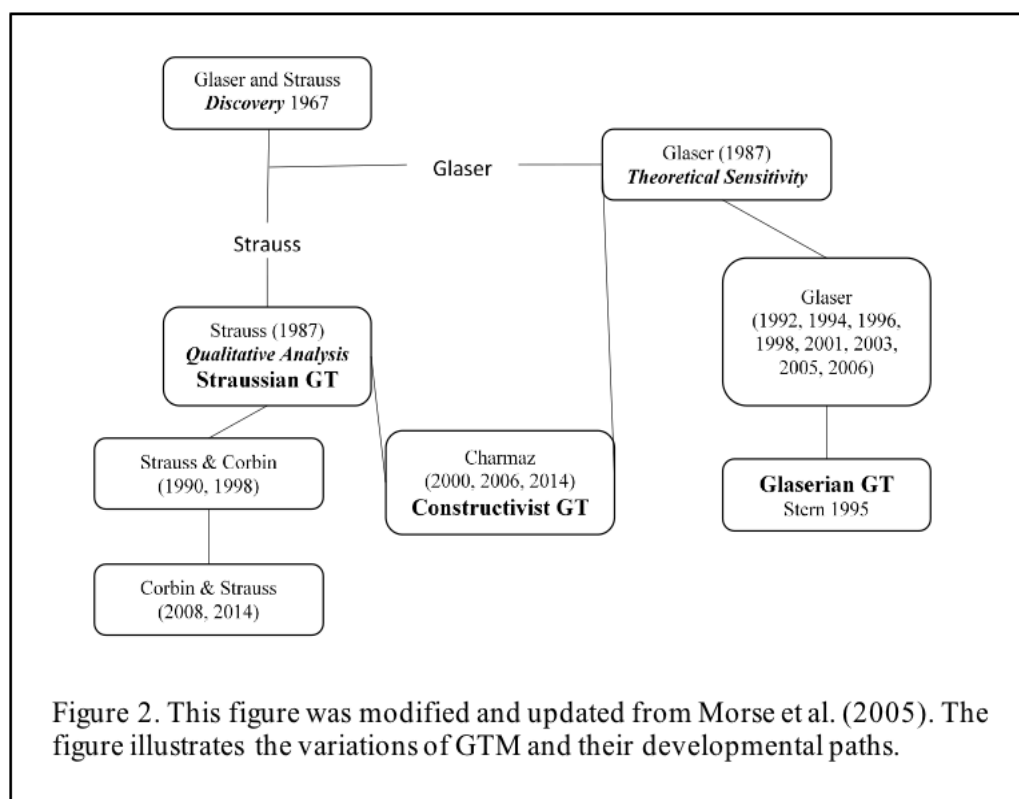 Glaser and Strauss
Discovery 1967
Glaser
Glaser (1987)
Theoretical Sensitivity
Strauss
Strauss (1987)
Qualitative Analysis
Straussian GT
Glaser
(1992, 1994, 1996,
1998, 2001, 2003,
2005, 2006)
Strauss & Corbin
(1990, 1998)
Charmaz
(2000, 2006, 2014)
Constructivist GT
Glaserian GT
Stern 1995
Corbin & Strauss
(2008, 2014)
Figure 2. This figure was modified and updated from Morse et al. (2005). The
figure illustrates the variations of GTM and their developmental paths.